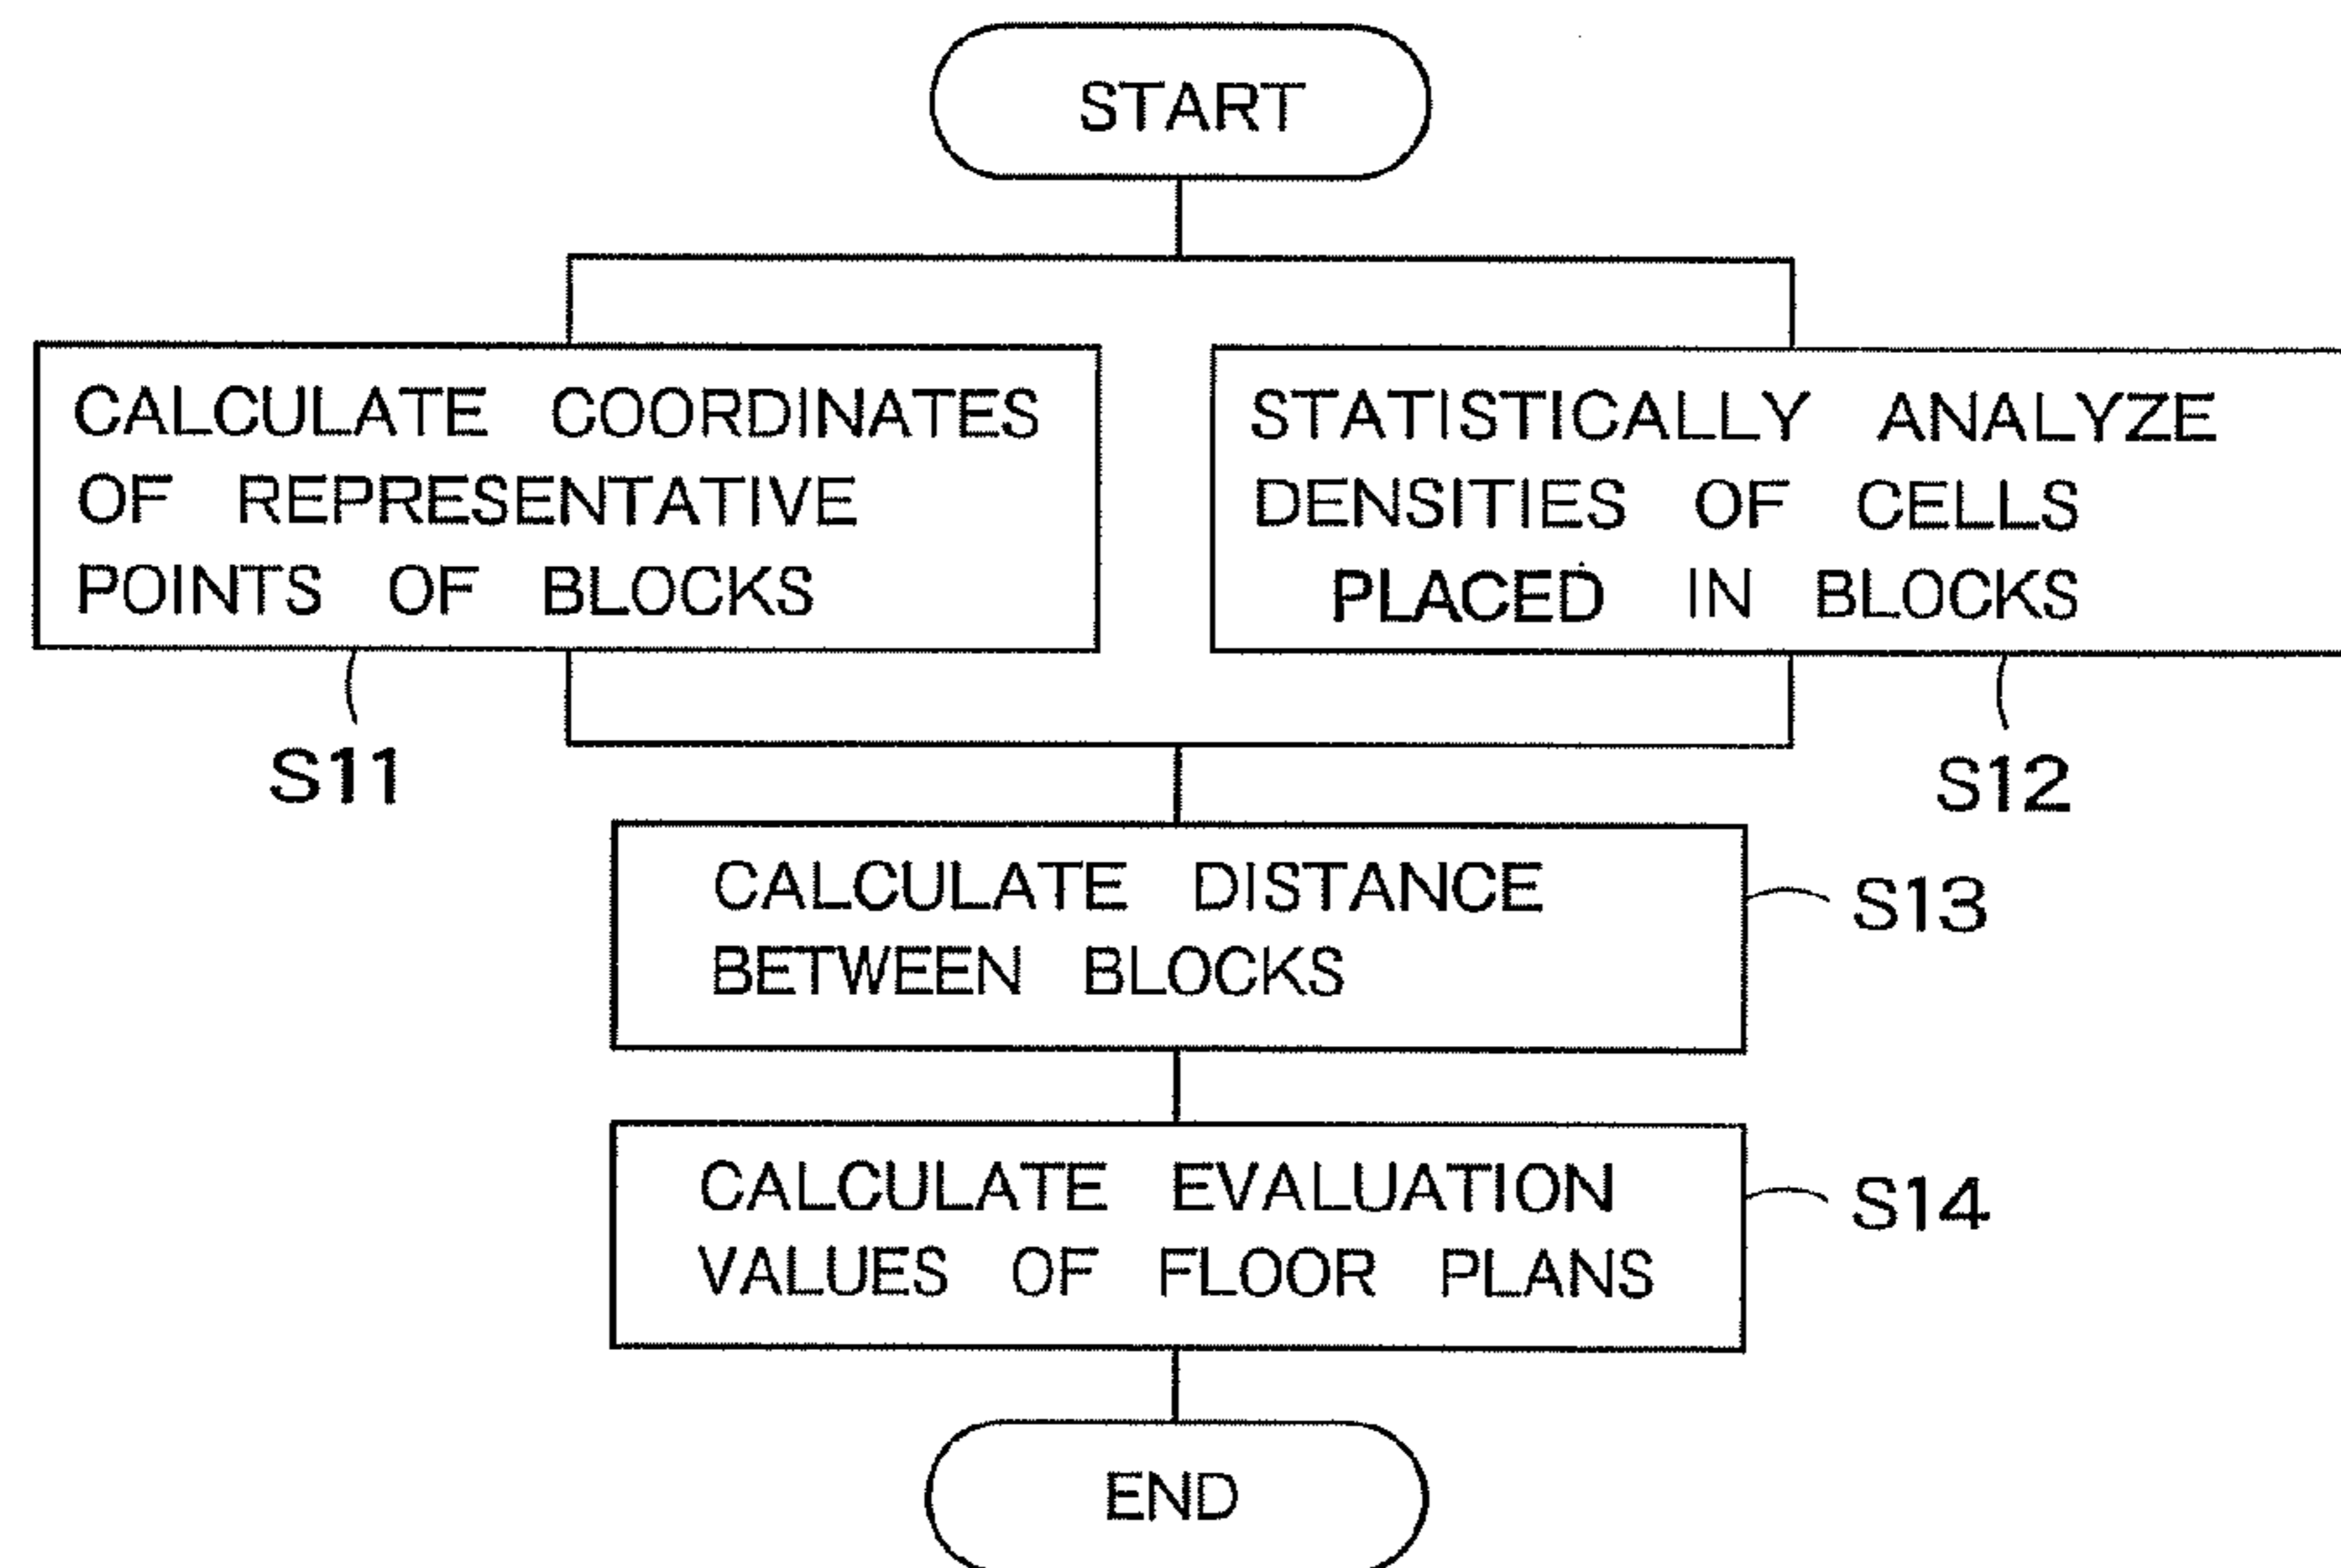 START
CALCULATE COORDINATES
OF REPRESENTATIVE
POINTS OF BLOCKS
S11
STATISTICALLY ANALYZE
DENSITIES OF CELLS
PLACED IN BLOCKS
S12
CALCULATE DISTANCE
BETWEEN BLOCKS
S13
CALCULATE EVALUATION
VALUES OF FLOOR PLANS
S14
END